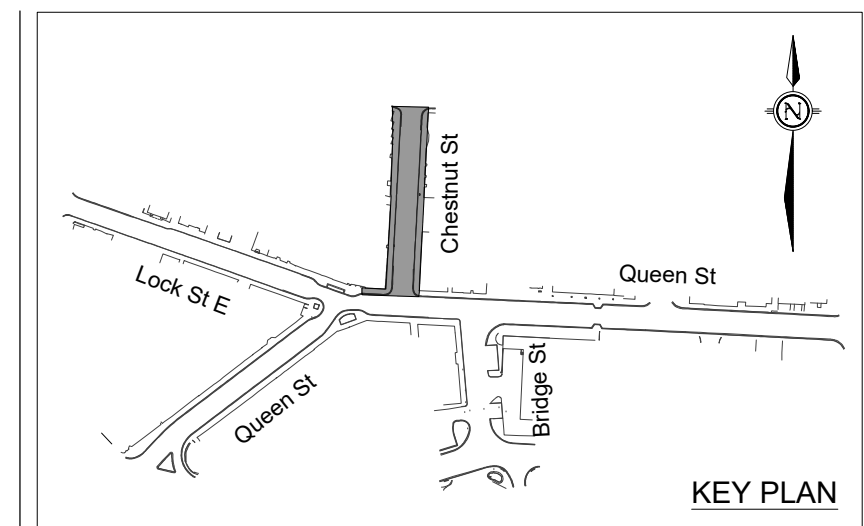 N
Chestnut St
Queen St
Lock St E
Bridge St
Queen St
KEY PLAN